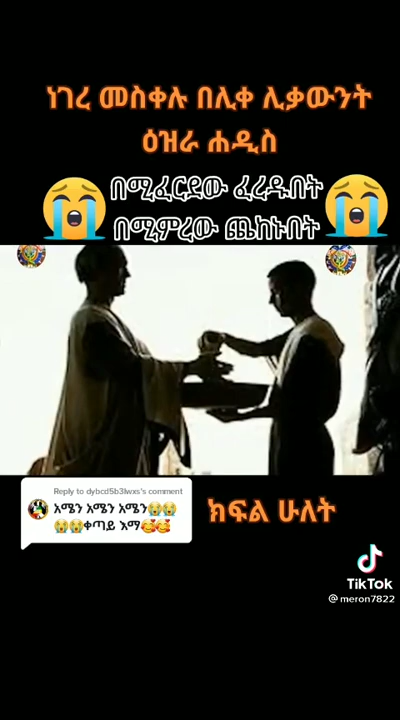 ነገረ መስቀሉ በሊቀ ሊቃውንት
ዕዝራ ሐዲስ
😭 በሚፈርደው ፈረዱበት 😭
በሚምረው ጨከኑበት
Reply to dybcd5b3lwxs's comment
አሜን አሜን አሜን😭😭
😭😭ቀጣይ እማ🥰🥰
ክፍል ሁለት
TikTok
@meron7822